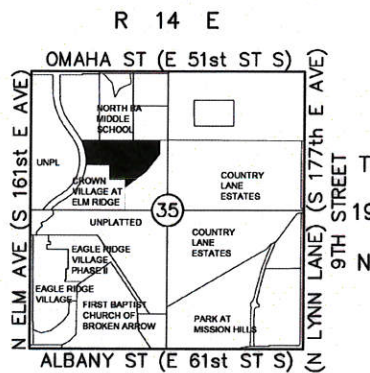 R 14 E
OMAHA ST (E 51st ST S)
N ELM AVE (S 161st E AVE)
NORTH BA
MIDDLE
SCHOOL
UNPL
CROWN
VILLAGE AT
ELM RIDGE
COUNTRY
LANE
ESTATES
35
UNPLATTED
COUNTRY
LANE
ESTATES
EAGLE RIDGE
VILLAGE
PHASE II
EAGLE RIDGE
VILLAGE
FIRST BAPTIST
CHURCH OF
BROKEN ARROW
PARK AT
MISSION HILLS
(N LYNN LANE) (S 177th E AVE)
9TH STREET
T
19
N
ALBANY ST (E 61st ST S)